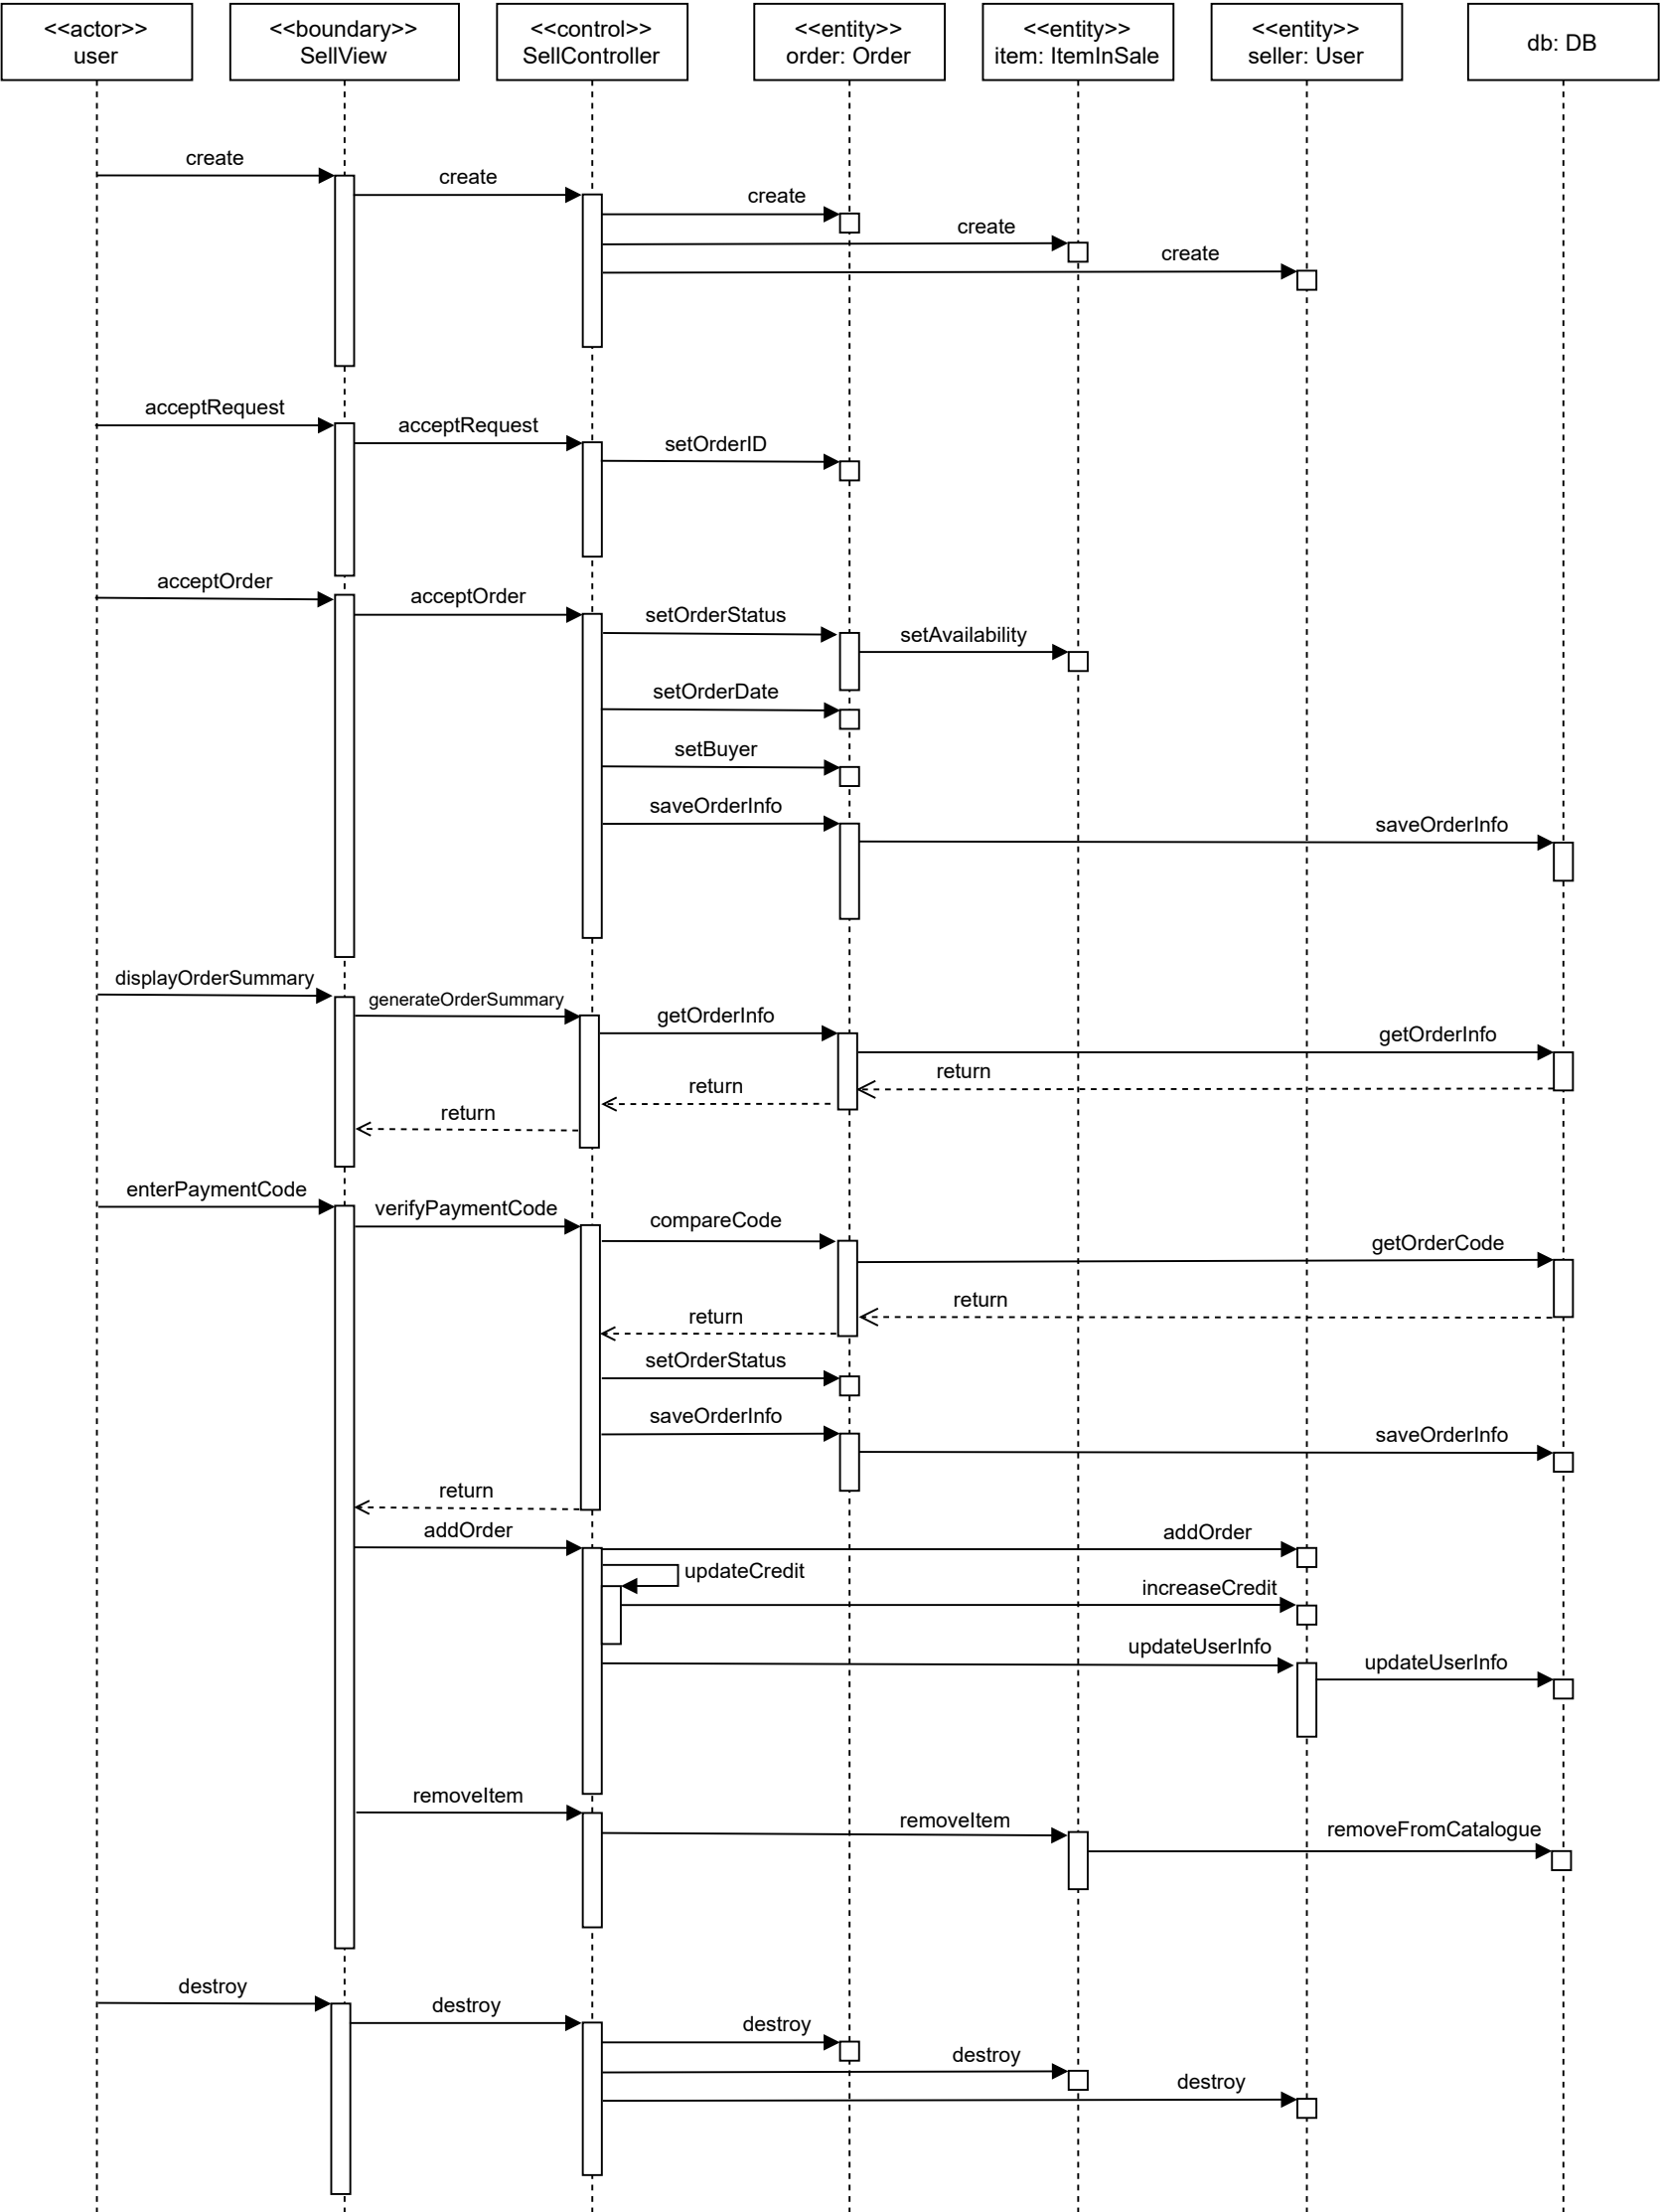 <<actor>>
user
<<boundary>>
SellView
<<control>>
SellController
<<entity>>
order: Order
<<entity>>
item: ItemInSale
<<entity>>
seller: User
db: DB
create
create
create
create
create
acceptRequest
acceptRequest
setOrderID
acceptOrder
acceptOrder
setOrderStatus
setAvailability
setOrderDate
setBuyer
saveOrderInfo
saveOrderInfo
displayOrderSummary
generateOrderSummary
getOrderInfo
getOrderInfo
return
return
return
enterPaymentCode
verifyPaymentCode
compareCode
getOrderCode
return
return
setOrderStatus
saveOrderInfo
saveOrderInfo
return
addOrder
addOrder
updateCredit
increaseCredit
updateUserInfo
updateUserInfo
removeItem
removeItem
removeFromCatalogue
destroy
destroy
destroy
destroy
destroy